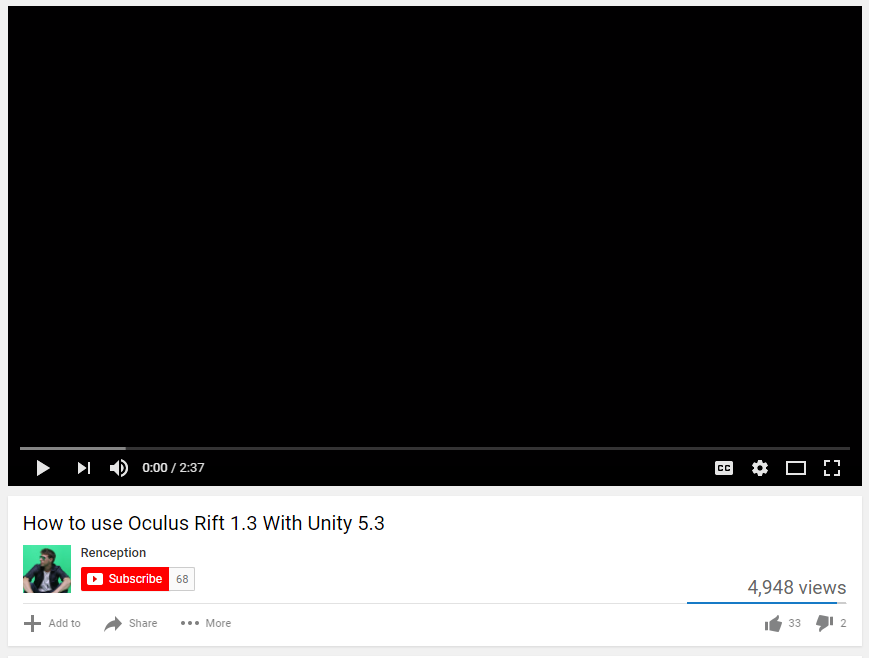 0:00 / 2:37
CC
How to use Oculus Rift 1.3 With Unity 5.3
Renception
Subscribe 68
4,948 views
Add to Share More 33 2